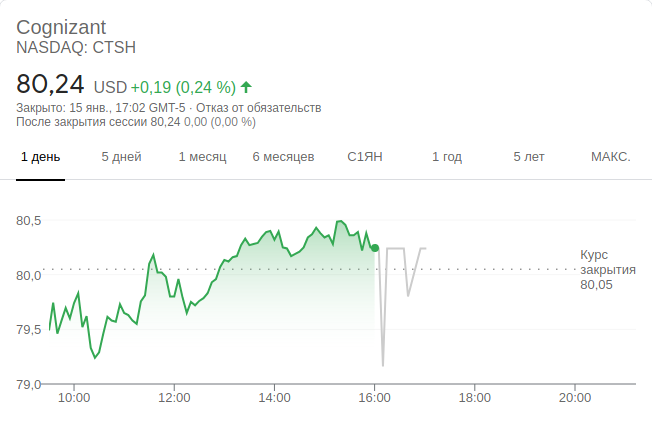 Cognizant
NASDAQ: CTSH
80,24 USD +0,19 (0,24 %)
Закрыто: 15 янв., 17:02 GMT-5 · Отказ от обязательств
После закрытия сессии 80,24 0,00 (0,00 %)
1 день 5 дней 1 месяц 6 месяцев С1ЯН 1 год 5 лет МАКС.
80,5
80,0
79,5
79,0
Курс
закрытия
80,05
10:00 12:00 14:00 16:00 18:00 20:00